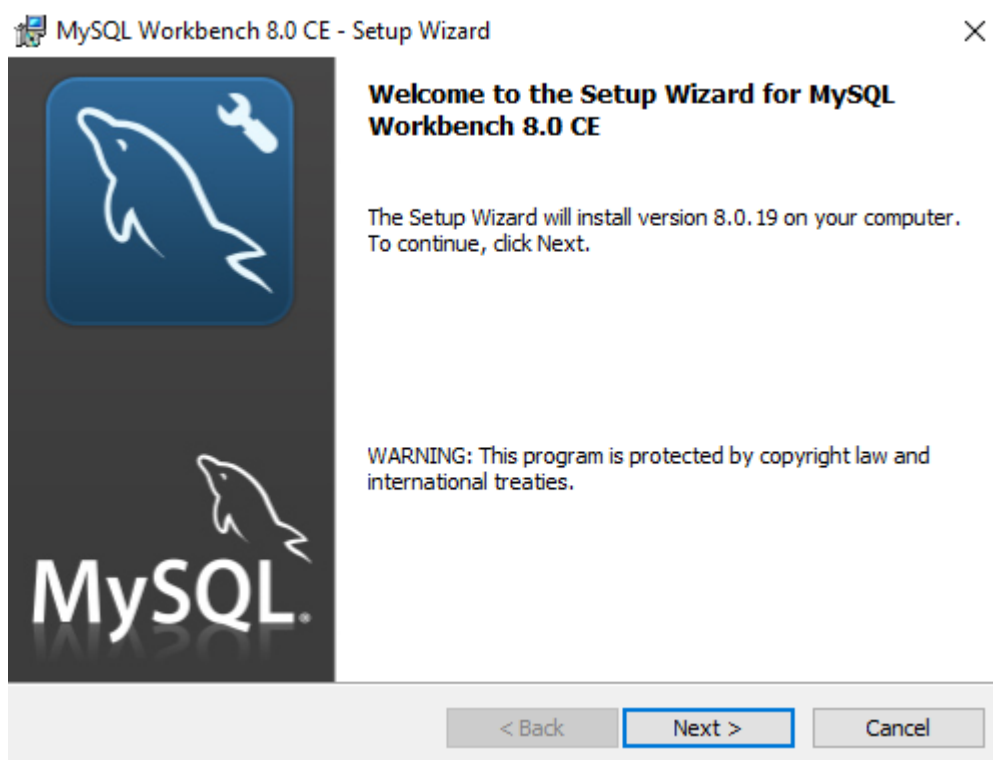 MySQL Workbench 8.0 CE - Setup Wizard
Welcome to the Setup Wizard for MySQL
Workbench 8.0 CE
The Setup Wizard will install version 8.0.19 on your computer.
To continue, click Next.
WARNING: This program is protected by copyright law and
international treaties.
MySQL®
< Back
Next >
Cancel